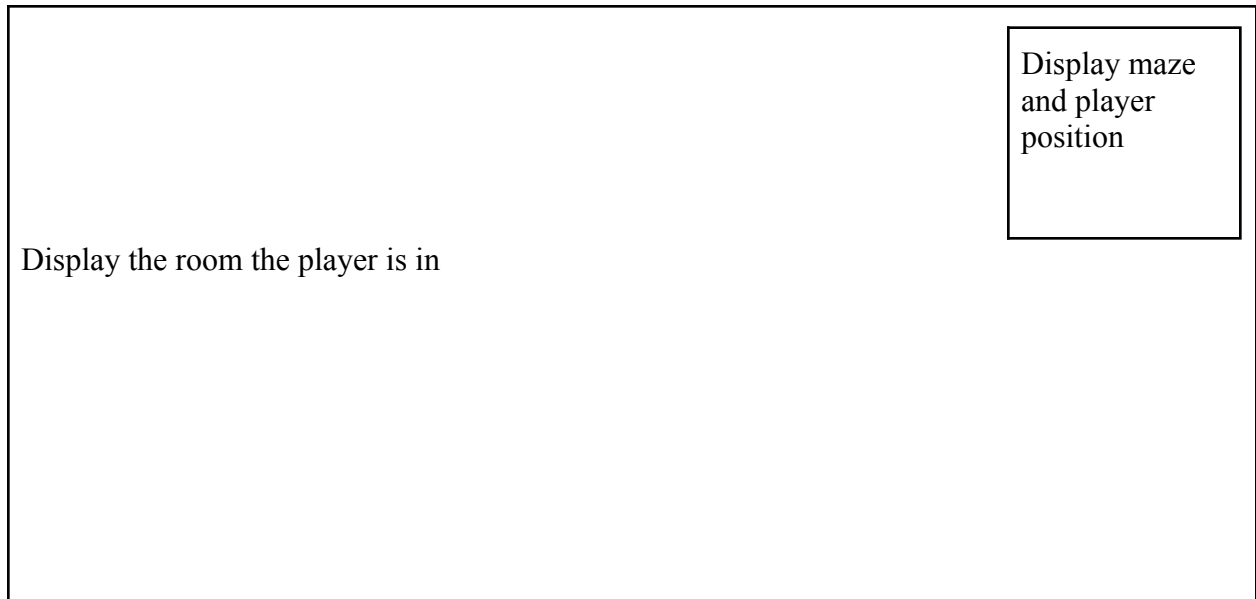 Display maze
and player
position
Display the room the player is in